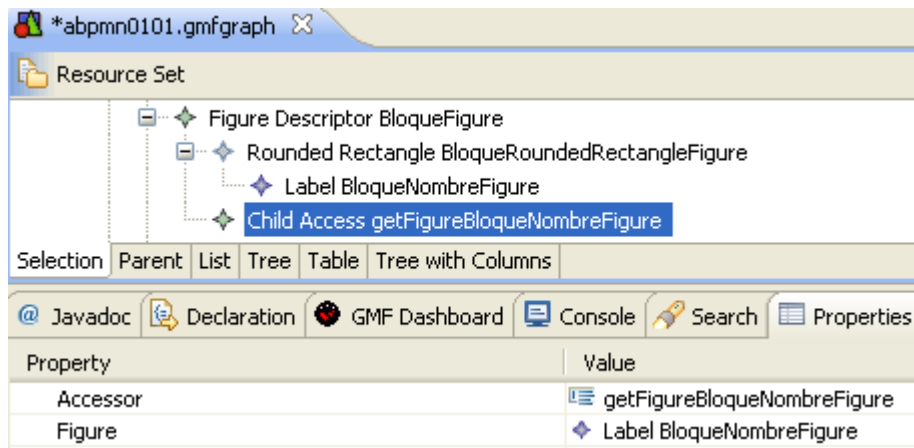 *abpmn0101.gmfgraph
Resource Set
Figure Descriptor BloqueFigure
Rounded Rectangle BloqueRoundedRectangleFigure
Label BloqueNombreFigure
Child Access getFigureBloqueNombreFigure
Selection Parent List Tree Table Tree with Columns
@ Javadoc Declaration GMF Dashboard Console Search Properties
Property Value
Accessor getFigureBloqueNombreFigure
Figure Label BloqueNombreFigure